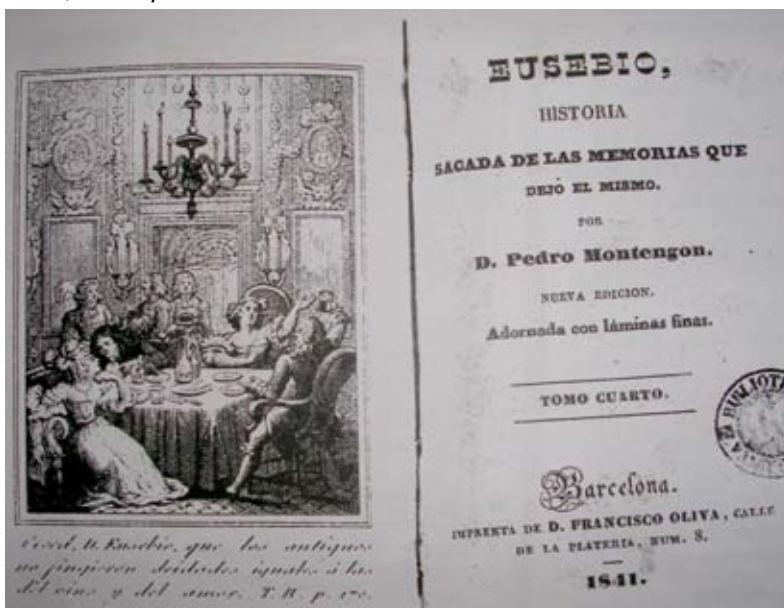 Creed, D. Eusebio, que los antiguos
no fingieron deidades iguales á las
del vino y del amor. T. II. p.
EUSEBIO,
HISTORIA
SACADA DE LAS MEMORIAS QUE
DEJÓ EL MISMO.
POR
D. Pedro Montengon.
NUEVA EDICION.
Adornada con láminas finas.
TOMO CUARTO.
Barcelona.
IMPRENTA DE D. FRANCISCO OLIVA, CALLE
DE LA PLATERIA, NUM. 8.
1841.